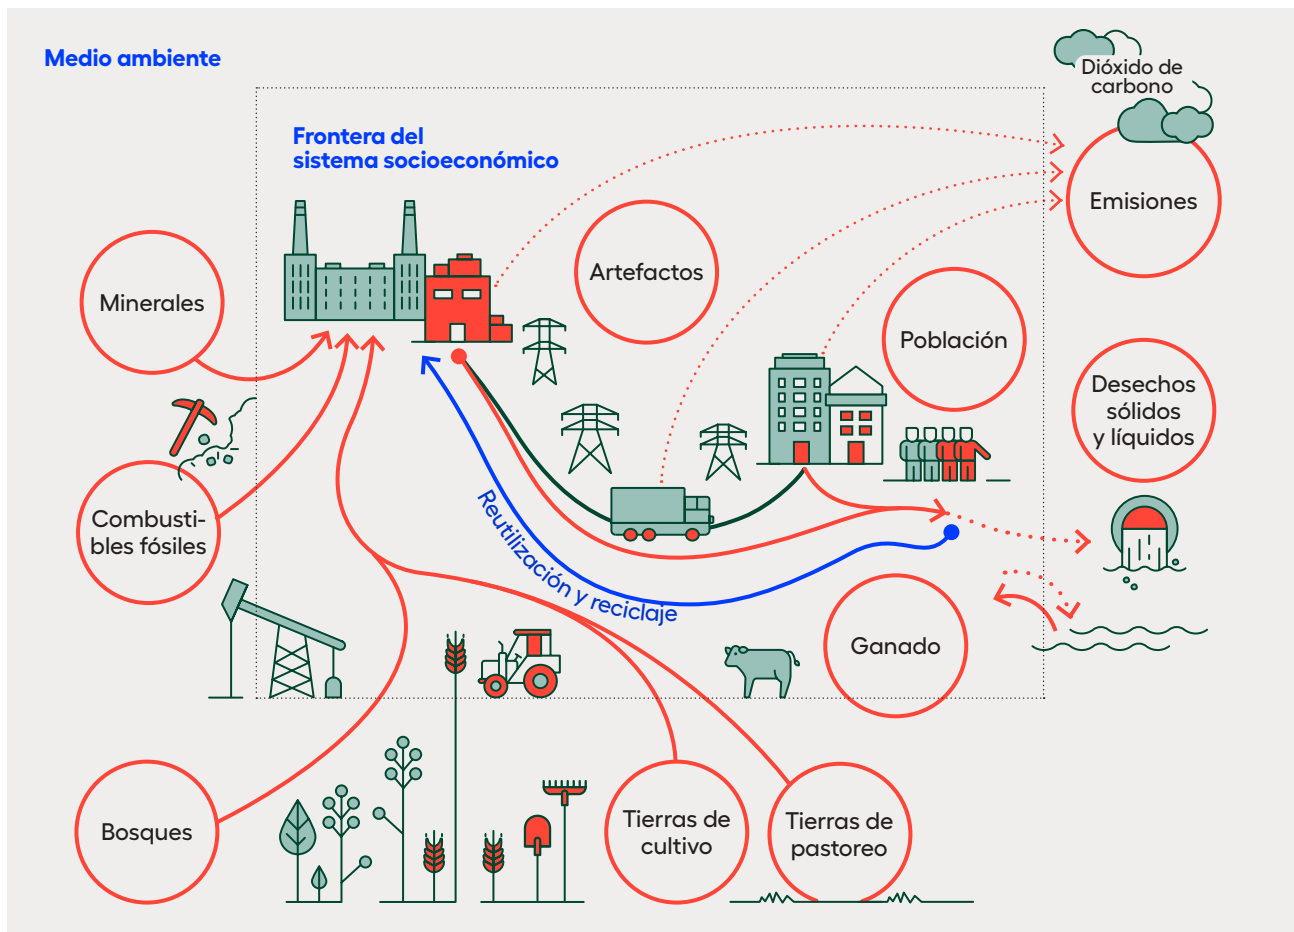 Medio ambiente
Dióxido de
carbono
Frontera del
sistema socioeconómico
Emisiones
Artefactos
Minerales
Población
Desechos
sólidos
y líquidos
Combusti-
bles fósiles
Reutilización y reciclaje
Ganado
Bosques
Tierras de
cultivo
Tierras de
pastoreo